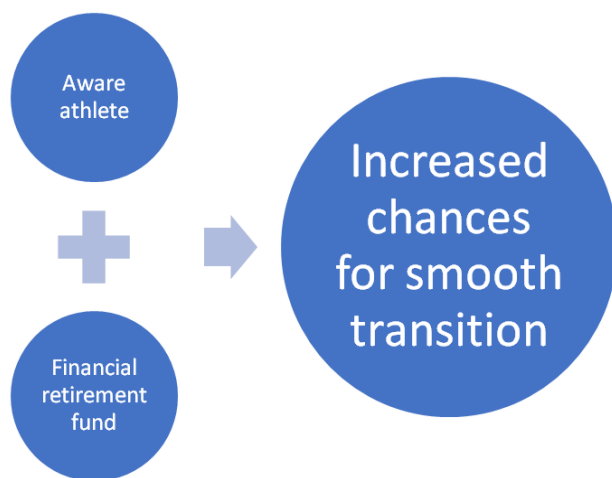 Aware
athlete
Financial
retirement
fund
Increased
chances
for smooth
transition